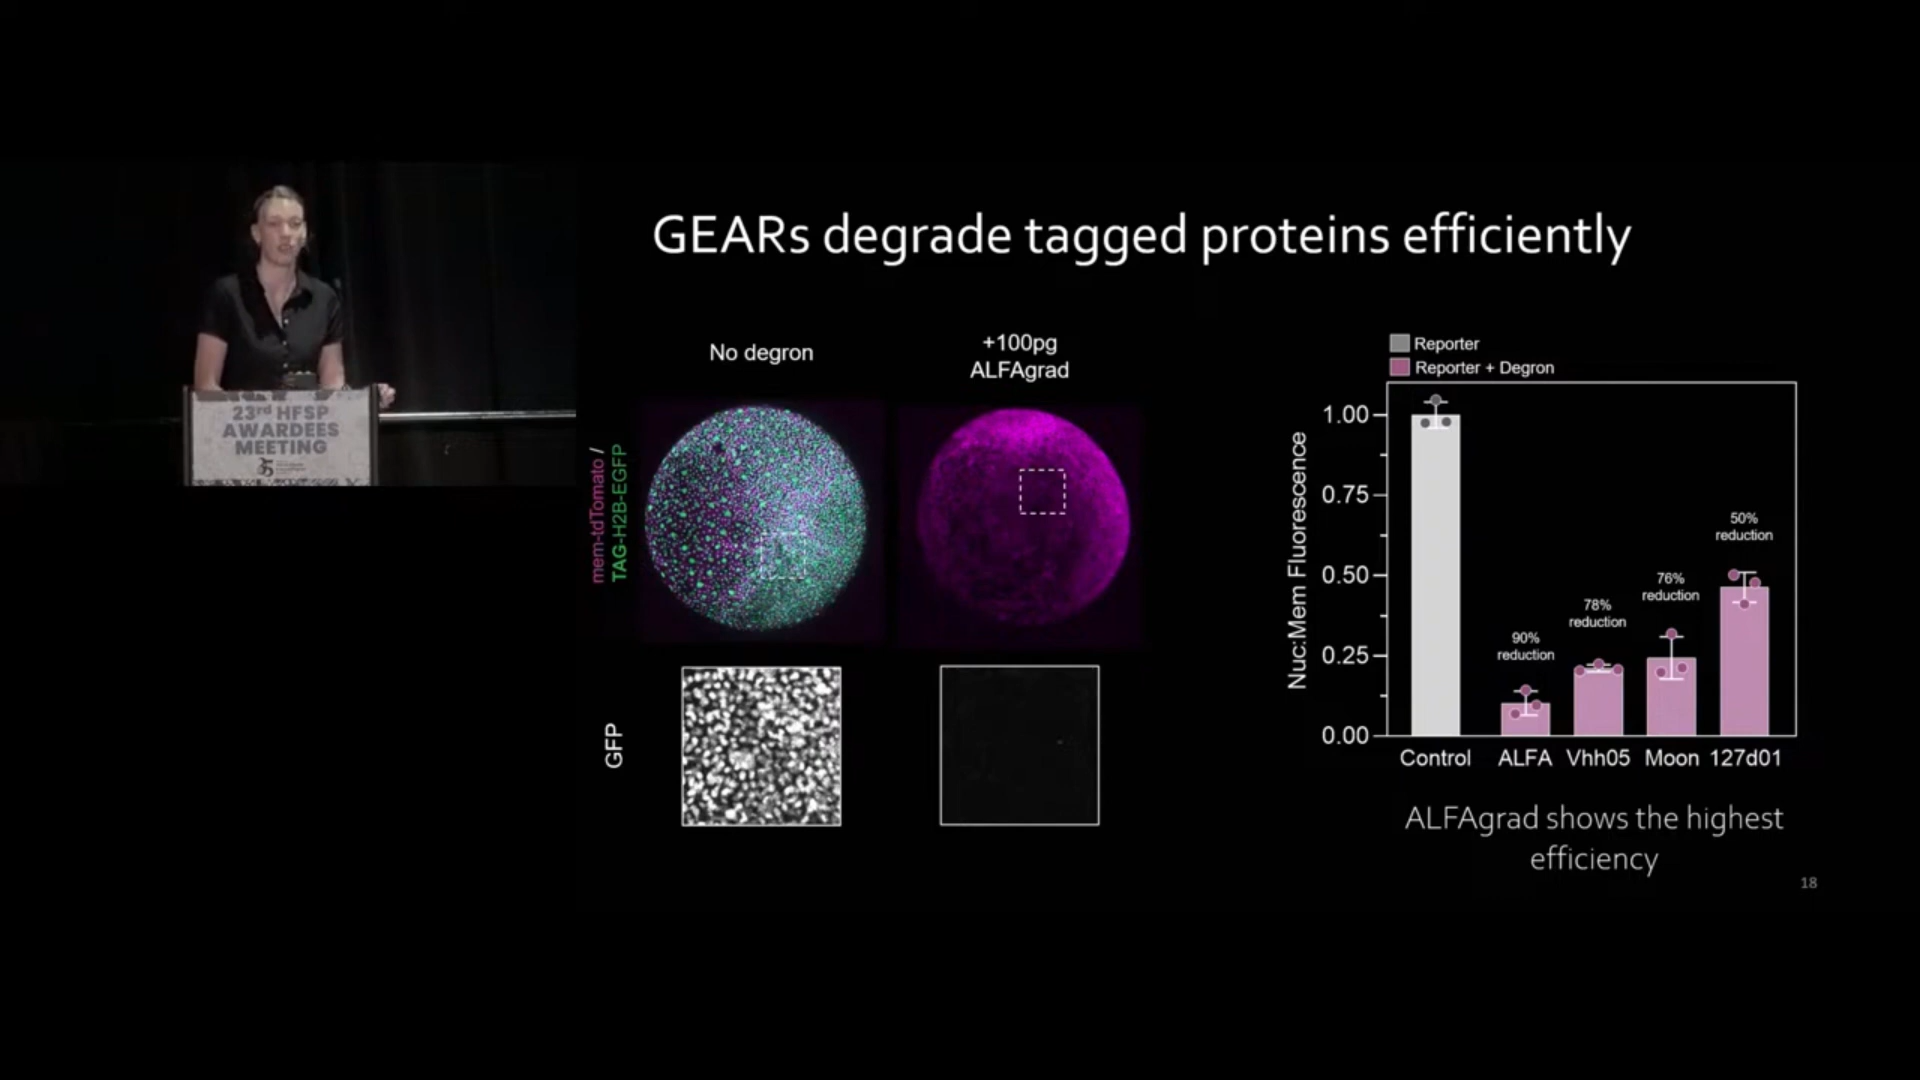 GEARs degrade tagged proteins efficiently
23rd HFSP
AWARDEES
MEETING
35
No degron
+100pg
ALFAgrad
mem-tdTomato /
TAG-H2B-EGFP
GFP
Reporter
Reporter + Degron
Nuc:Mem Fluorescence
1.00
0.75
0.50
0.25
0.00
90%
reduction
78%
reduction
76%
reduction
50%
reduction
Control ALFA Vhh05 Moon 127d01
ALFAgrad shows the highest
efficiency
18